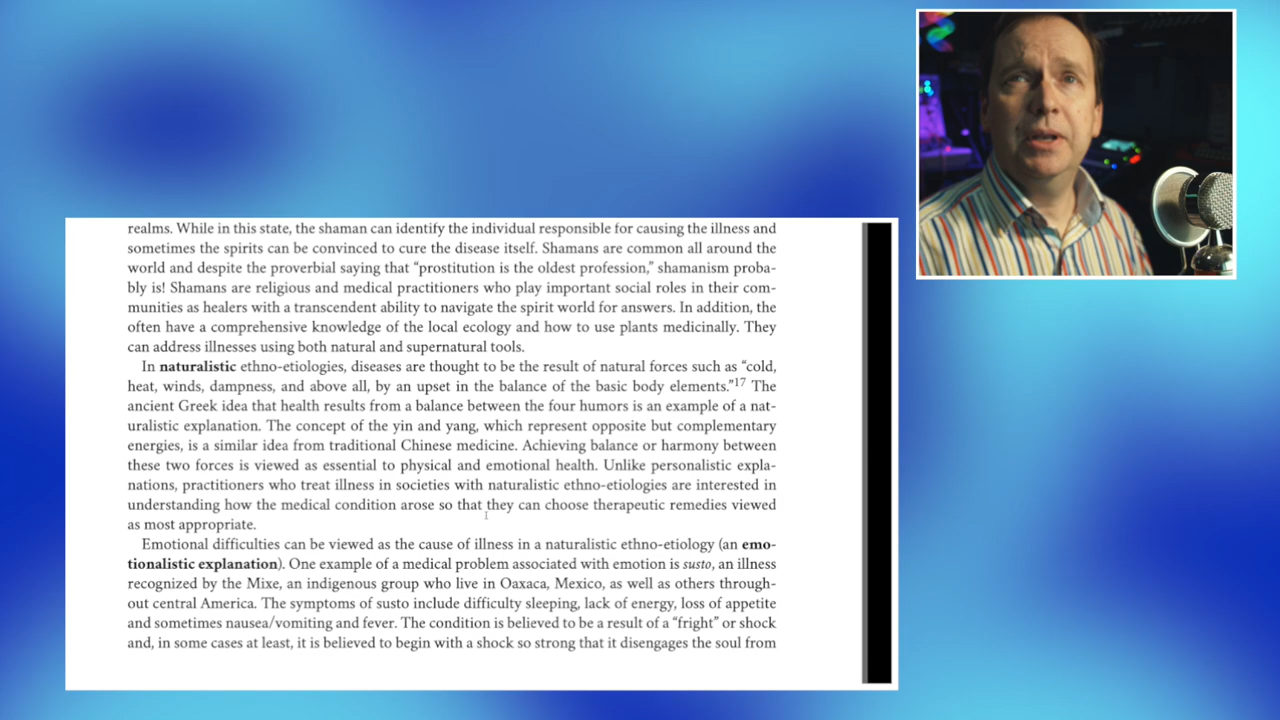 realms. While in this state, the shaman can identify the individual responsible for causing the illness and
sometimes the spirits can be convinced to cure the disease itself. Shamans are common all around the
world and despite the proverbial saying that “prostitution is the oldest profession,” shamanism proba-
bly is! Shamans are religious and medical practitioners who play important social roles in their com-
munities as healers with a transcendent ability to navigate the spirit world for answers. In addition, the
often have a comprehensive knowledge of the local ecology and how to use plants medicinally. They
can address illnesses using both natural and supernatural tools.
In naturalistic ethno-etiologies, diseases are thought to be the result of natural forces such as “cold,
heat, winds, dampness, and above all, by an upset in the balance of the basic body elements.”17 The
ancient Greek idea that health results from a balance between the four humors is an example of a nat-
uralistic explanation. The concept of the yin and yang, which represent opposite but complementary
energies, is a similar idea from traditional Chinese medicine. Achieving balance or harmony between
these two forces is viewed as essential to physical and emotional health. Unlike personalistic expla-
nations, practitioners who treat illness in societies with naturalistic ethno-etiologies are interested in
understanding how the medical condition arose so that they can choose therapeutic remedies viewed
as most appropriate.
Emotional difficulties can be viewed as the cause of illness in a naturalistic ethno-etiology (an emo-
tionalistic explanation). One example of a medical problem associated with emotion is susto, an illness
recognized by the Mixe, an indigenous group who live in Oaxaca, Mexico, as well as others through-
out central America. The symptoms of susto include difficulty sleeping, lack of energy, loss of appetite
and sometimes nausea/vomiting and fever. The condition is believed to be a result of a “fright” or shock
and, in some cases at least, it is believed to begin with a shock so strong that it disengages the soul from